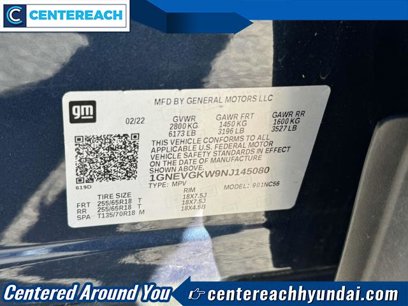 CENTEREACH
HYUNDAI
gm
MFD BY GENERAL MOTORS LLC
02/22 GVWR GAWR FRT GAWR RR
2800 KG 1450 KG 1600 KG
6173 LB 3196 LB 3527 LB
THIS VEHICLE CONFORMS TO ALL APPLICABLE
U.S. FEDERAL MOTOR VEHICLE SAFETY
STANDARDS IN EFFECT ON THE DATE OF
MANUFACTURE SHOWN ABOVE.
1GNEVGKW9NJ145080
TYPE: MPV MODEL:
TIRE SIZE RIM
FRT 255/65R18 T 18X7.5J
RR 255/65R18 T 18X7.5J
SPA T135/70R18 M 18X4.5B
Centered Around You centereachhyundai.com